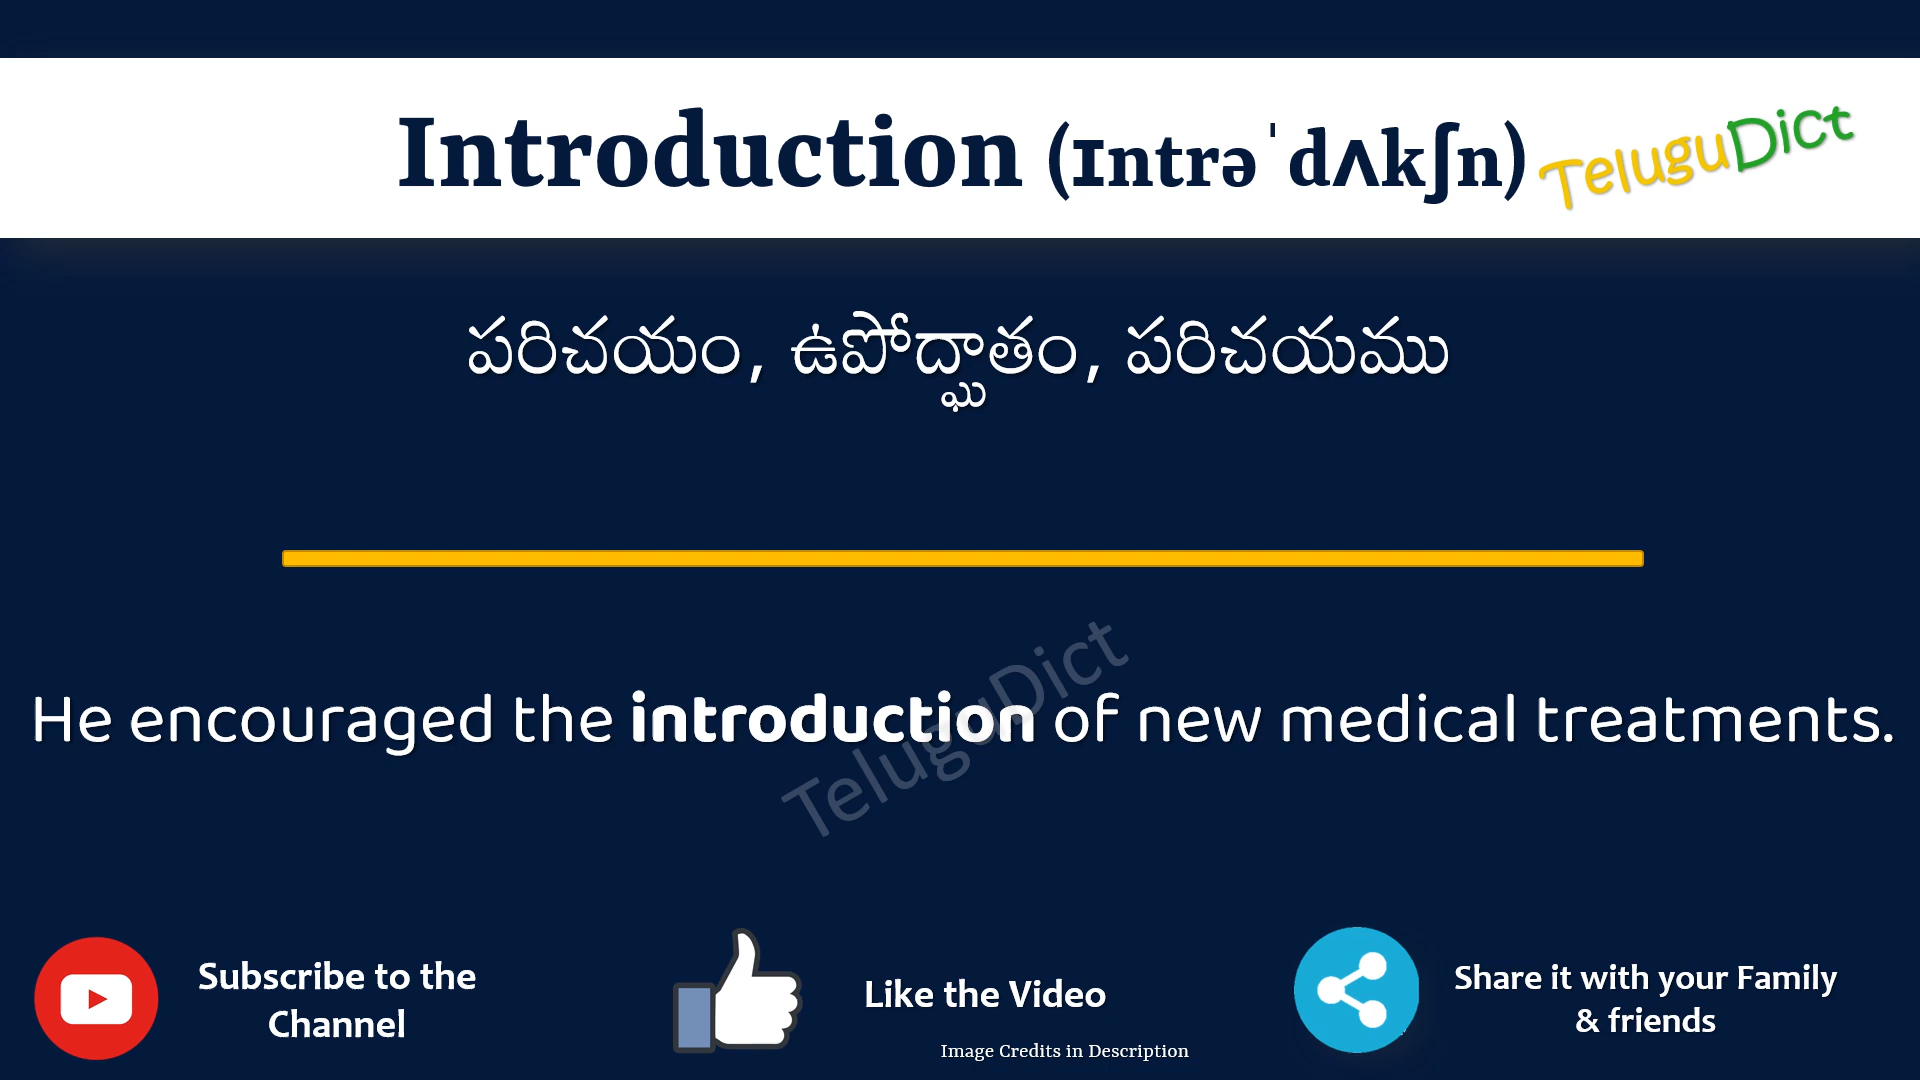 Introduction (ɪntrəˈdʌkʃn)
TeluguDict
పరిచయం, ఉపోద్ఘాతం, పరిచయము
He encouraged the introduction of new medical treatments.
TeluguDict
Subscribe to the
Channel
Like the Video
Share it with your Family
& friends
Image Credits in Description